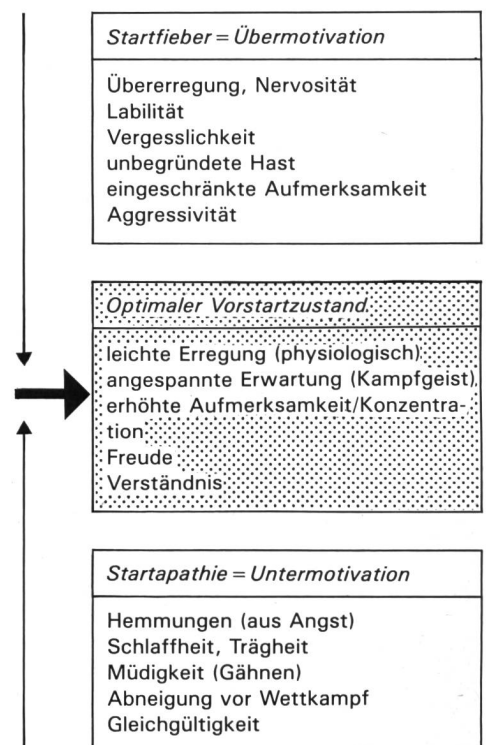 Startfieber = Übermotivation
Übererregung, Nervosität
Labilität
Vergesslichkeit
unbegründete Hast
eingeschränkte Aufmerksamkeit
Aggressivität
Optimaler Vorstartzustand
leichte Erregung (physiologisch)
angespannte Erwartung (Kampfgeist)
erhöhte Aufmerksamkeit/Konzentra-
tion
Freude
Verständnis
Startapathie = Untermotivation
Hemmungen (aus Angst)
Schlaffheit, Trägheit
Müdigkeit (Gähnen)
Abneigung vor Wettkampf
Gleichgültigkeit